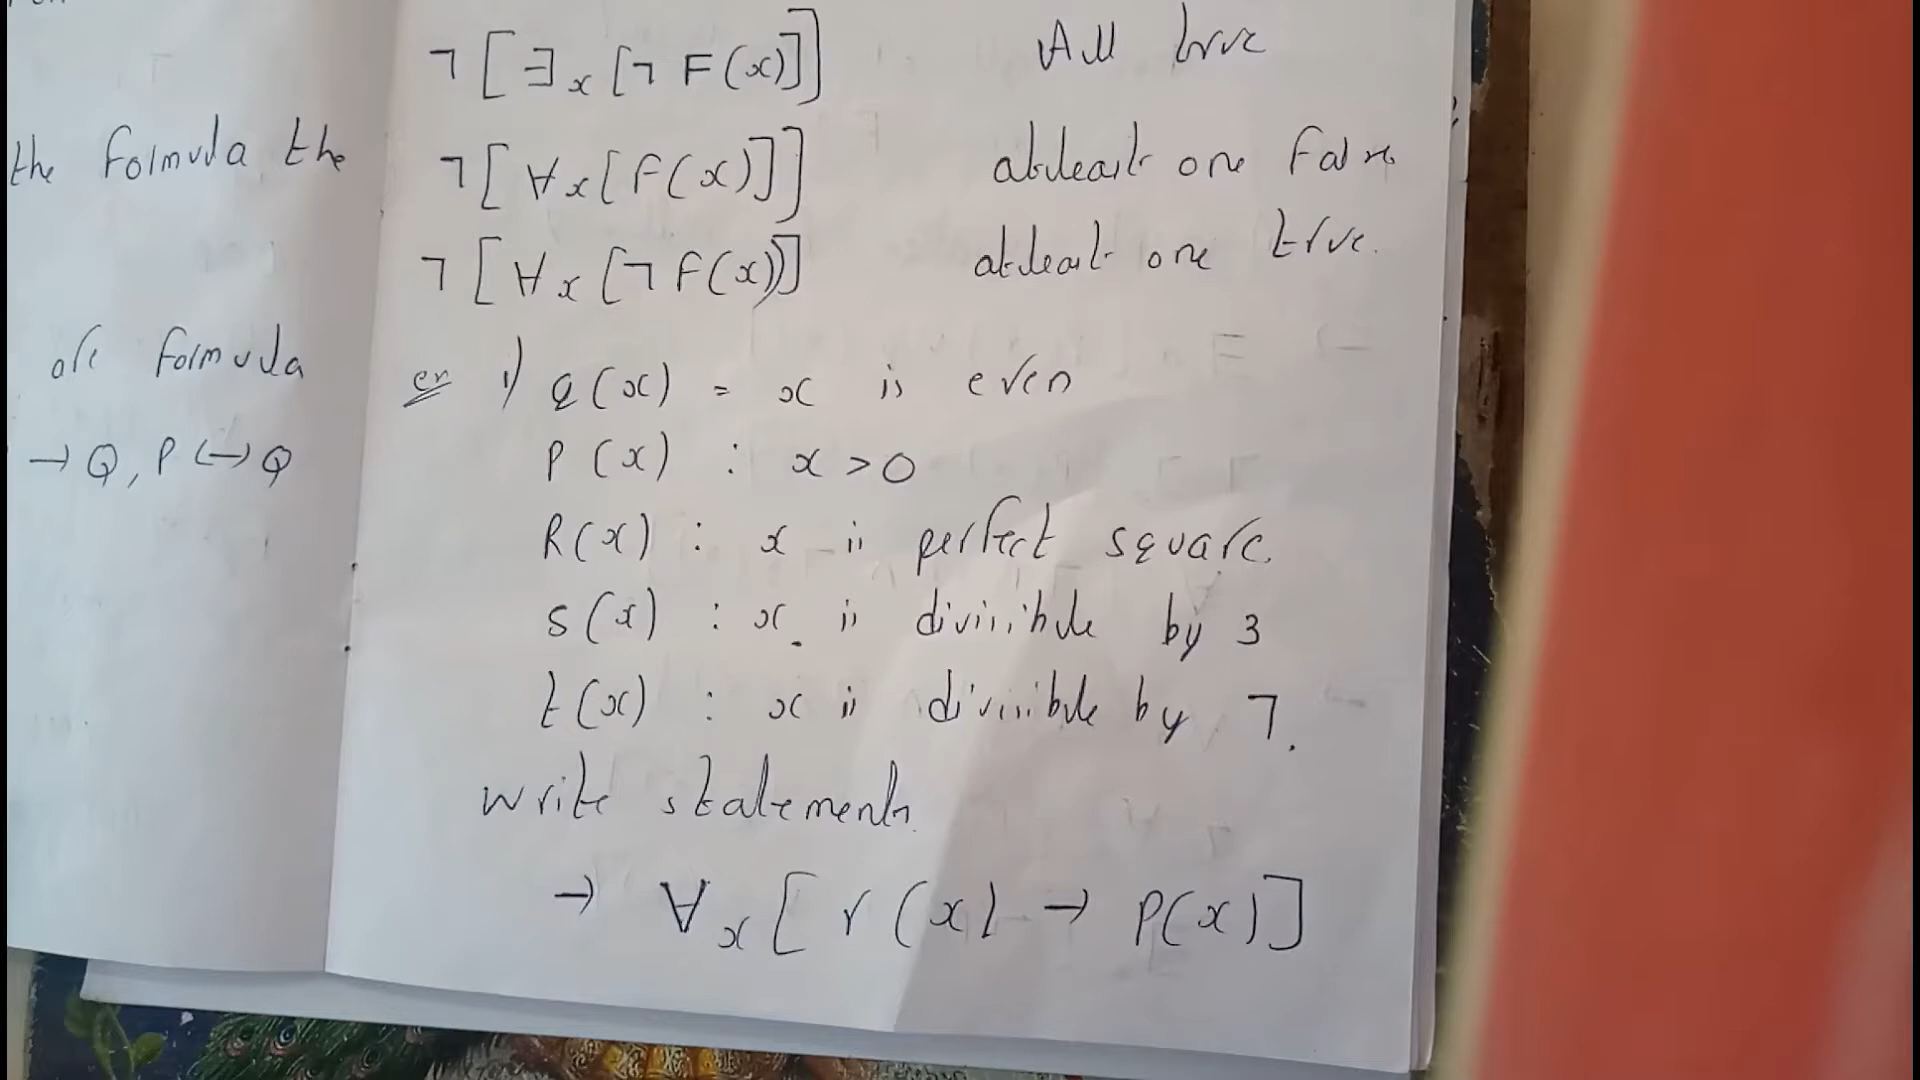 the formula the
are formula
→ Q, P ↔ Q
¬[∃x[¬F(x)]] All true
¬[∀x[F(x)]] atleast one False
¬[∀x[¬F(x)]] atleast one true.
ex 1) q(x) = x is even
P(x) : x > 0
R(x) : x is perfect square.
s(x) : x is divisible by 3
t(x) : x is divisible by 7.
write statements.
→ ∀x[r(x) → P(x)]